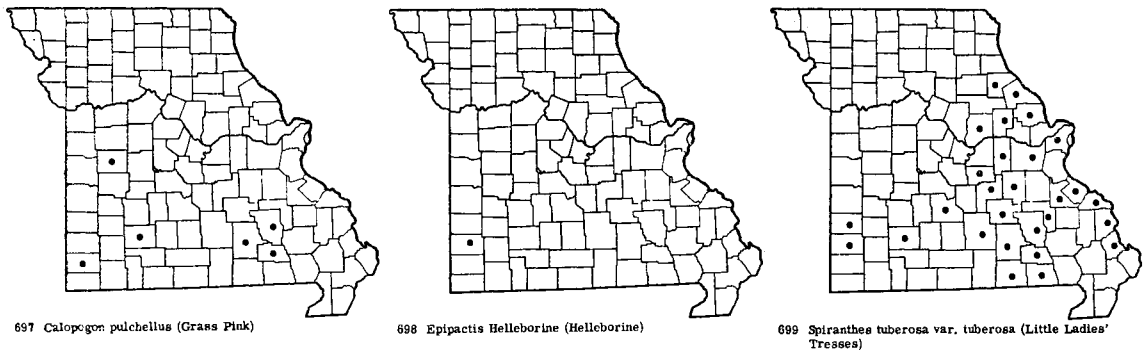 697 Calopogon pulchellus (Grass Pink)
698 Epipactis Helleborine (Helleborine)
699 Spiranthes tuberosa var. tuberosa (Little Ladies'
Tresses)